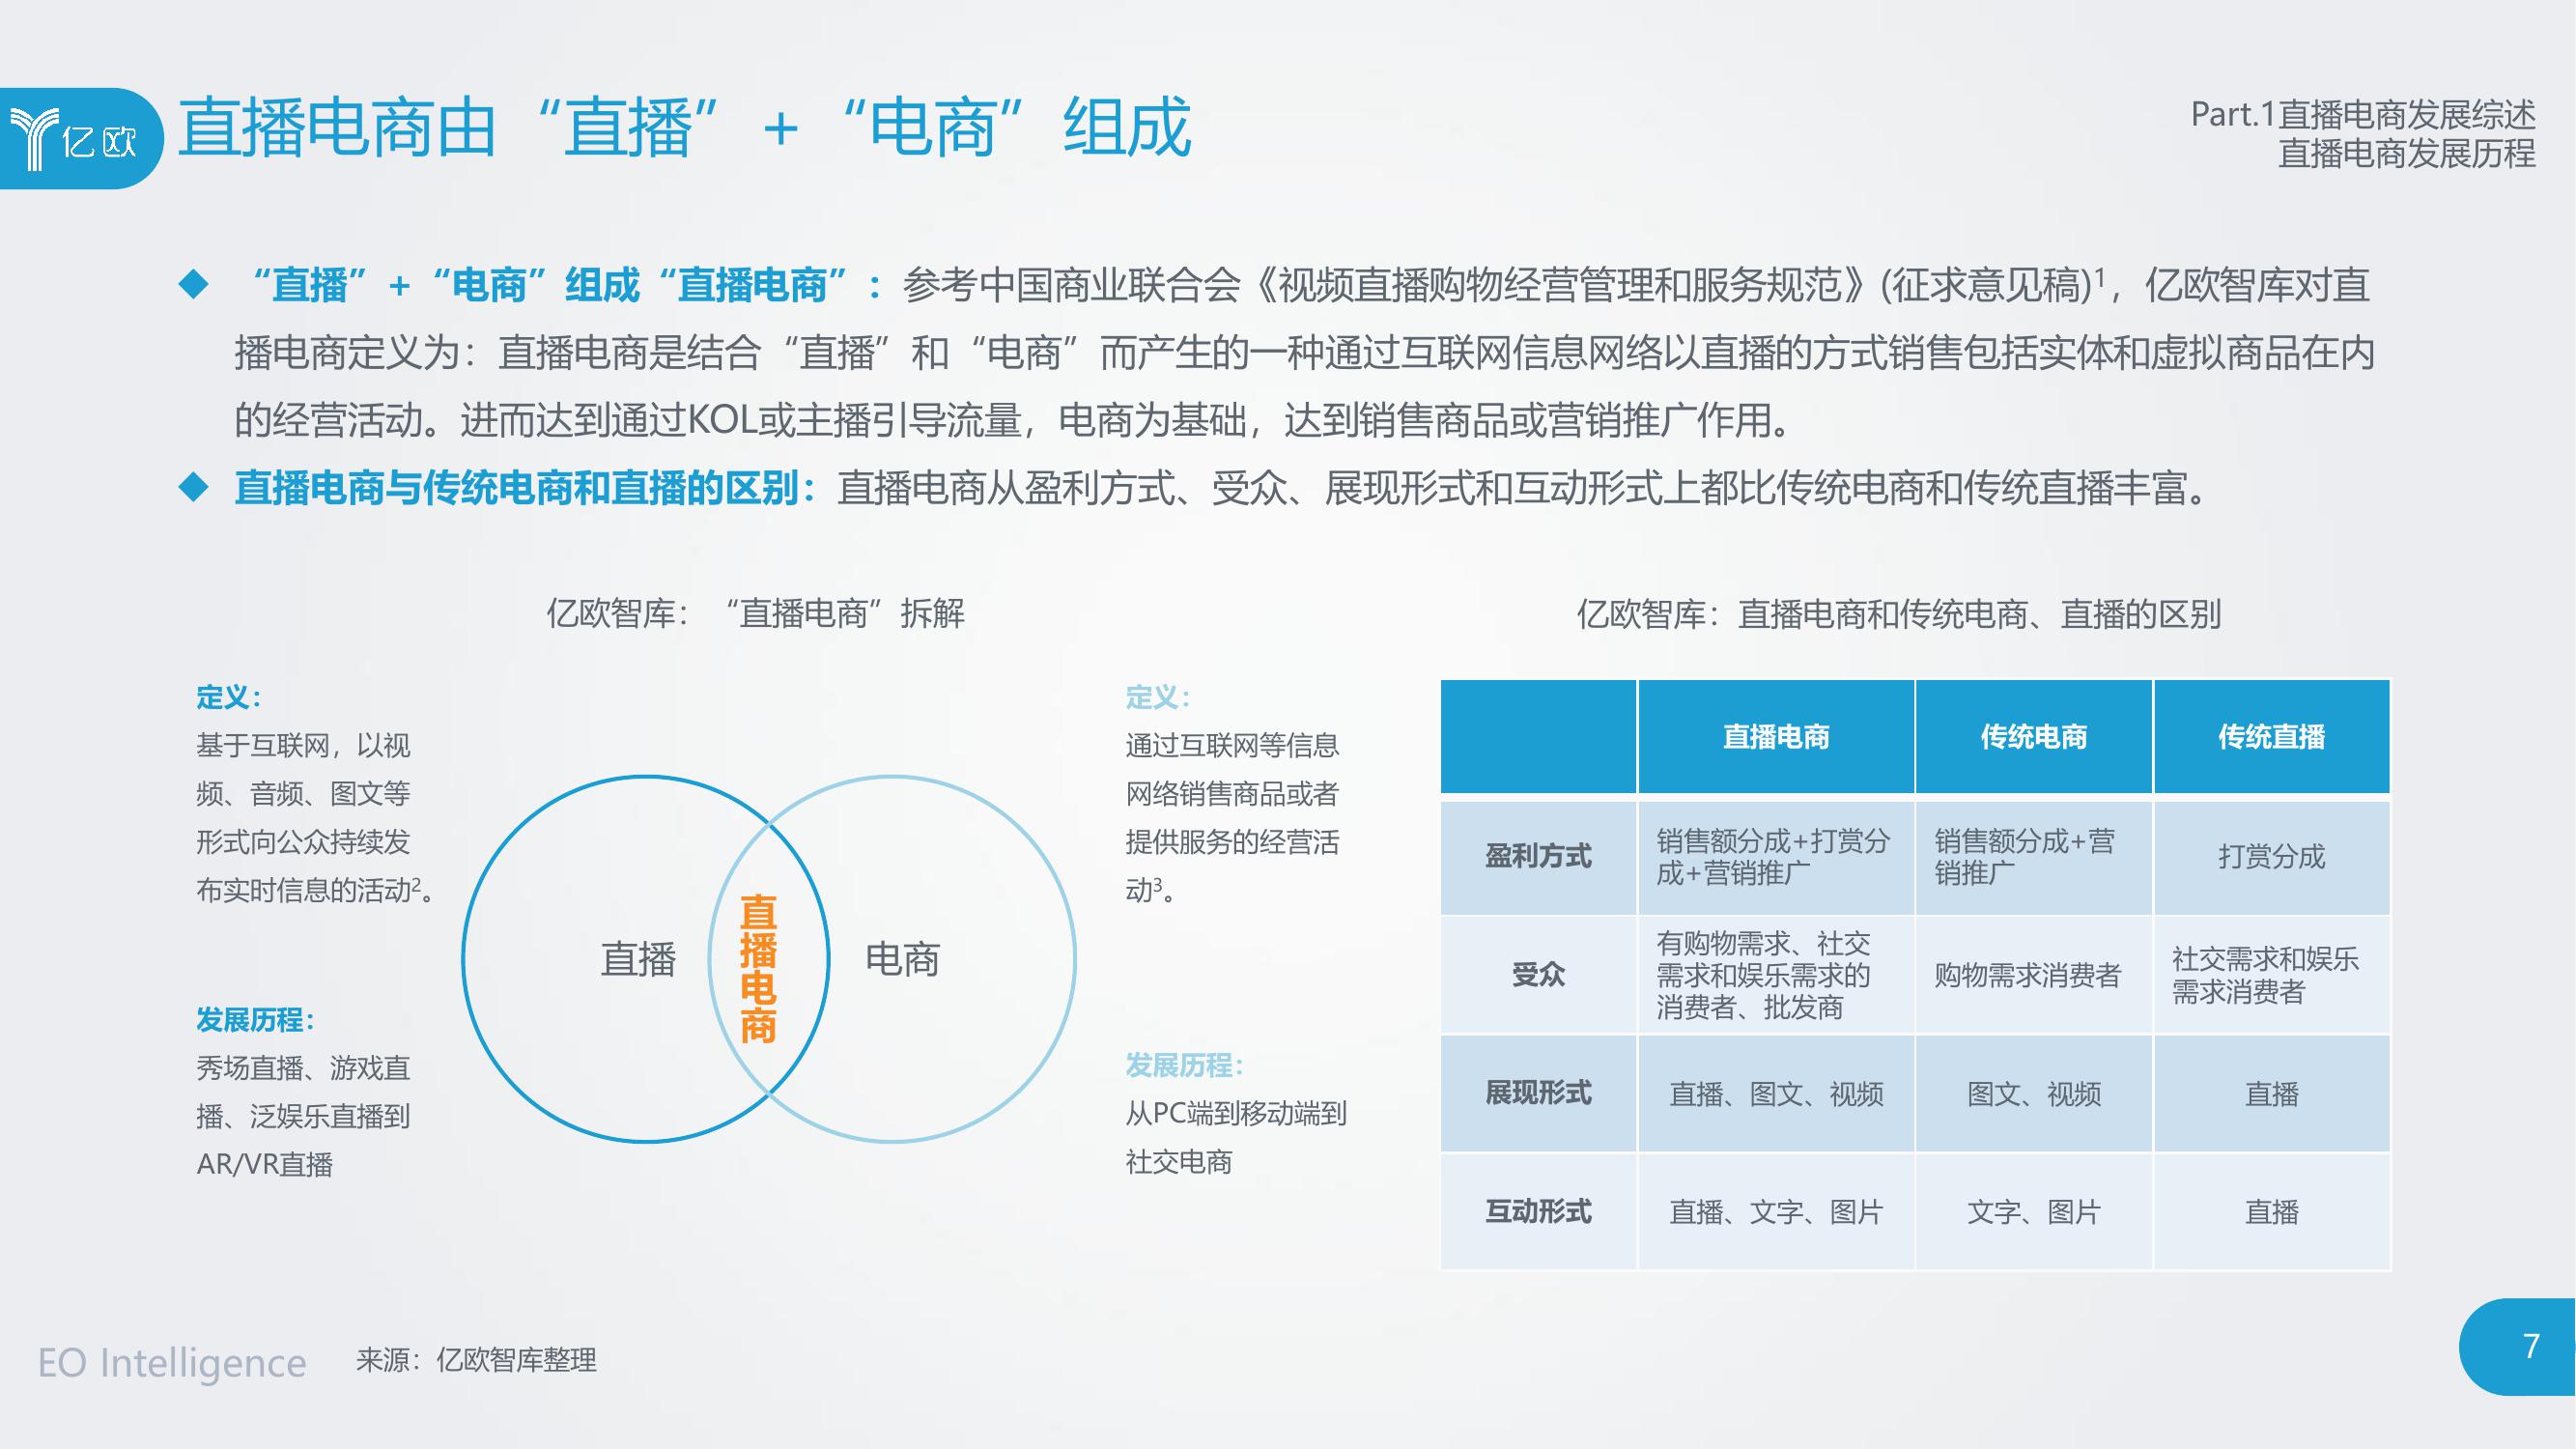 亿欧
直播电商由“直播”+“电商”组成
Part.1直播电商发展综述
直播电商发展历程
◆ “直播”+“电商”组成“直播电商”：参考中国商业联合会《视频直播购物经营管理和服务规范》(征求意见稿)¹，亿欧智库对直
播电商定义为：直播电商是结合“直播”和“电商”而产生的一种通过互联网信息网络以直播的方式销售包括实体和虚拟商品在内
的经营活动。进而达到通过KOL或主播引导流量，电商为基础，达到销售商品或营销推广作用。
◆ 直播电商与传统电商和直播的区别：直播电商从盈利方式、受众、展现形式和互动形式上都比传统电商和传统直播丰富。
亿欧智库：“直播电商”拆解
定义：
基于互联网，以视
频、音频、图文等
形式向公众持续发
布实时信息的活动²。
发展历程：
秀场直播、游戏直
播、泛娱乐直播到
AR/VR直播
直播
直播电商
电商
定义：
通过互联网等信息
网络销售商品或者
提供服务的经营活
动³。
发展历程：
从PC端到移动端到
社交电商
亿欧智库：直播电商和传统电商、直播的区别
直播电商 传统电商 传统直播
盈利方式 销售额分成+打赏分成+营销推广 销售额分成+营销推广 打赏分成
受众 有购物需求、社交需求和娱乐需求的消费者、批发商 购物需求消费者 社交需求和娱乐需求消费者
展现形式 直播、图文、视频 图文、视频 直播
互动形式 直播、文字、图片 文字、图片 直播
EO Intelligence
来源：亿欧智库整理
7